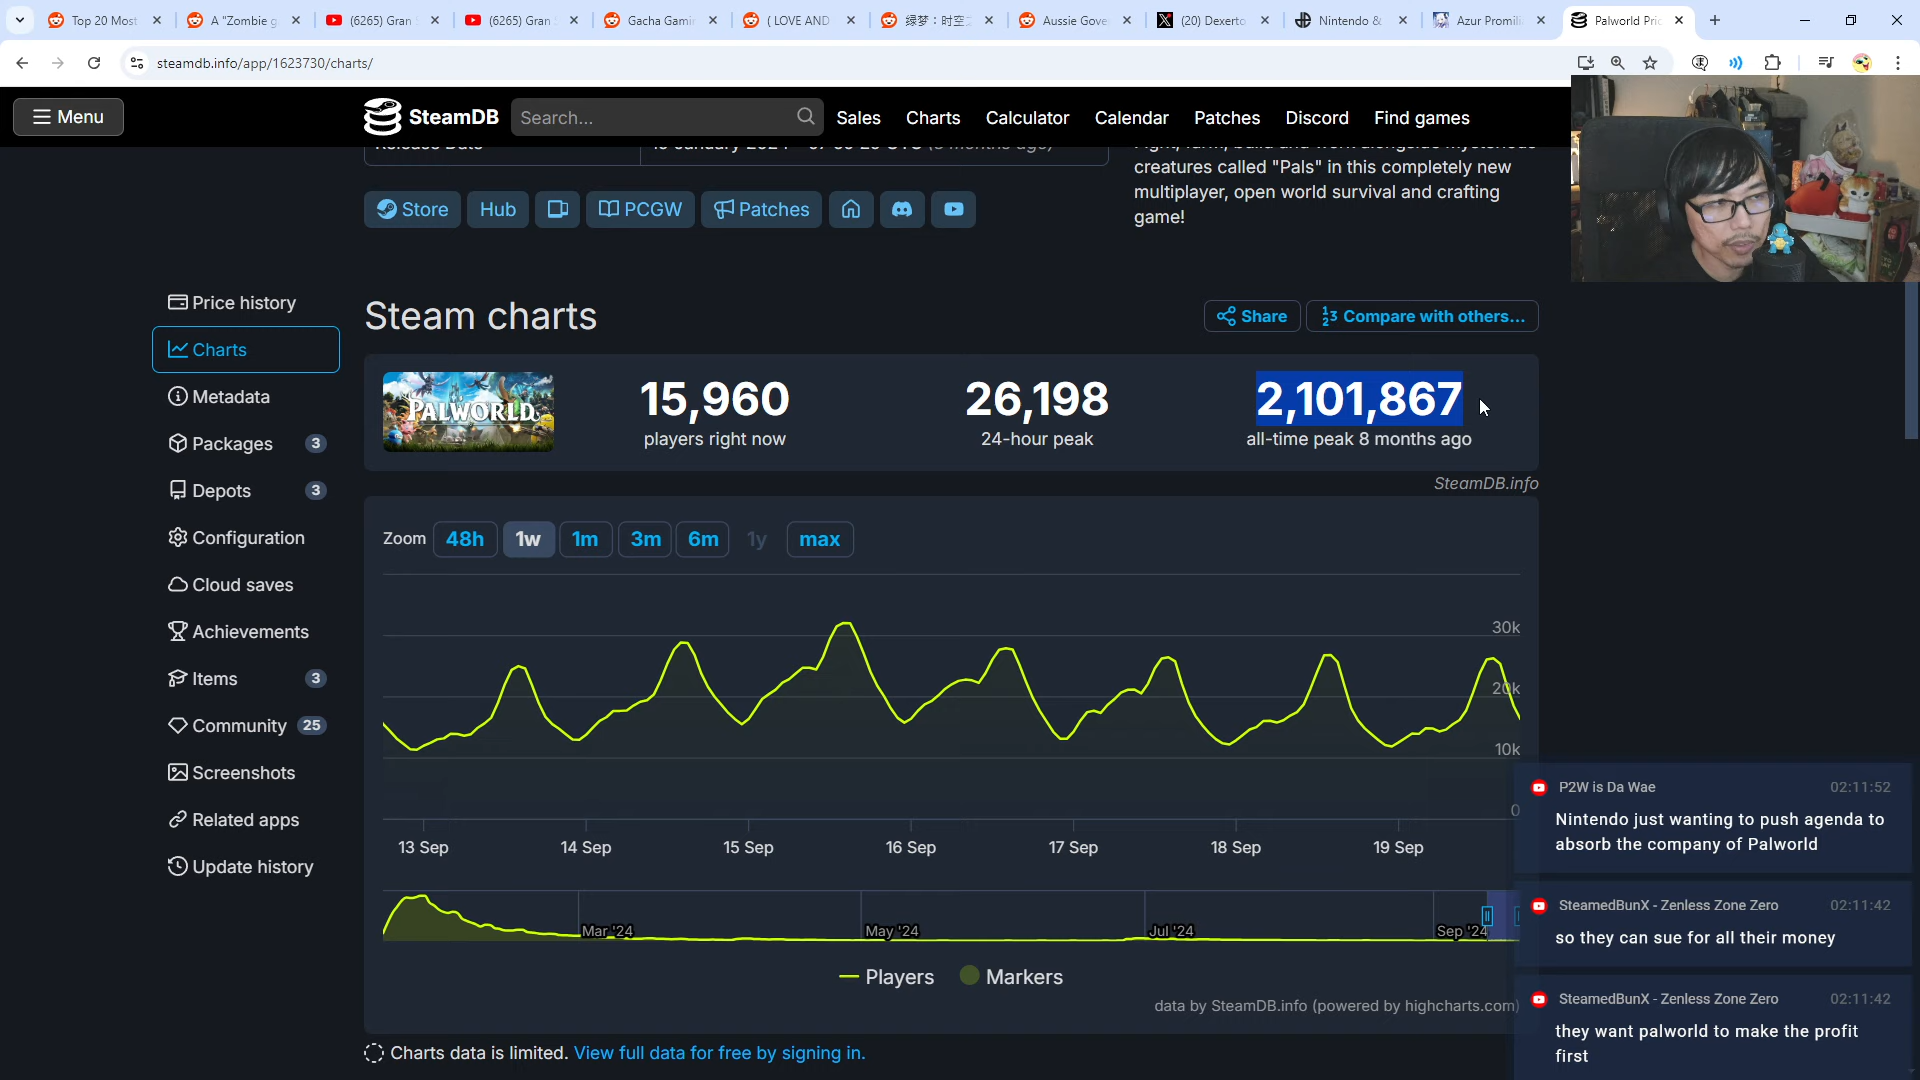 Top 20 Most
A "Zombie g
(6265) Gran
(6265) Gran
Gacha Gami
( LOVE AND
Aussie Gove
(20) Dexerto
Nintendo &
Azur Promili
Palworld Pric
steamdb.info/app/1623730/charts/
Menu
SteamDB
Search...
Sales
Charts
Calculator
Calendar
Patches
Discord
Find games
creatures called "Pals" in this completely new
multiplayer, open world survival and crafting
game!
Store
Hub
PCGW
Patches
Price history
Charts
Metadata
Packages 3
Depots 3
Configuration
Cloud saves
Achievements
Items 3
Community 25
Screenshots
Related apps
Update history
Steam charts
Share
Compare with others...
PALWORLD
15,960
players right now
26,198
24-hour peak
2,101,867
all-time peak 8 months ago
SteamDB.info
Zoom 48h 1w 1m 3m 6m 1y max
30k
20k
10k
0
13 Sep 14 Sep 15 Sep 16 Sep 17 Sep 18 Sep 19 Sep
Mar '24 May '24 Jul '24 Sep '24
Players Markers
data by SteamDB.info (powered by highcharts.com)
Charts data is limited. View full data for free by signing in.
P2W is Da Wae 02:11:52
Nintendo just wanting to push agenda to
absorb the company of Palworld
SteamedBunX - Zenless Zone Zero 02:11:42
so they can sue for all their money
SteamedBunX - Zenless Zone Zero 02:11:42
they want palworld to make the profit
first